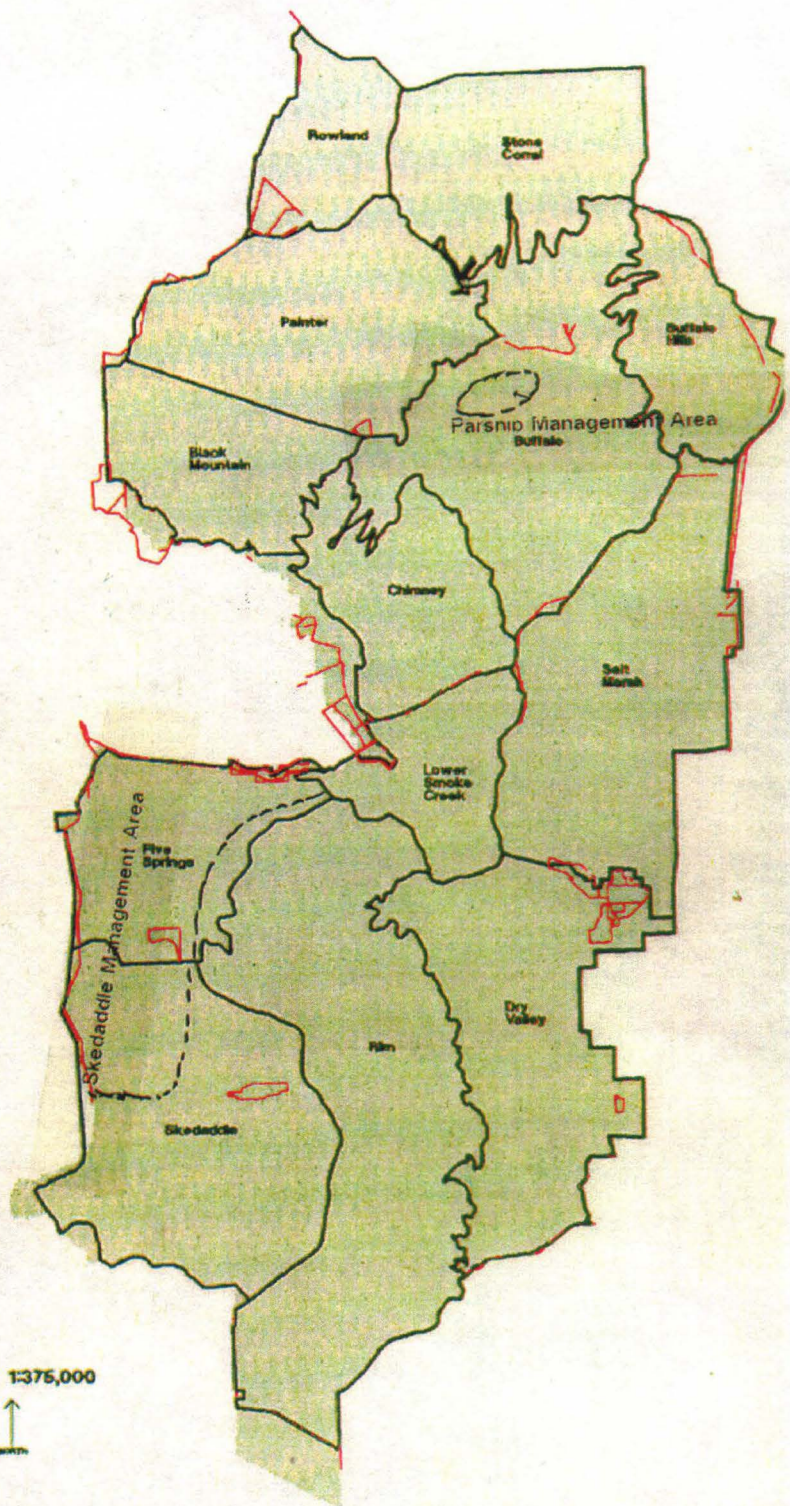 Rowland
Stone
Corral
Painter
Buffalo
Hills
Parsnip Management Area
Buffalo
Black
Mountain
Chimney
Salt
Marsh
Lower
Smoke
Creek
Five
Springs
Skedaddle Management Area
Dry
Valley
Rim
Skedaddle
1:375,000
NORTH